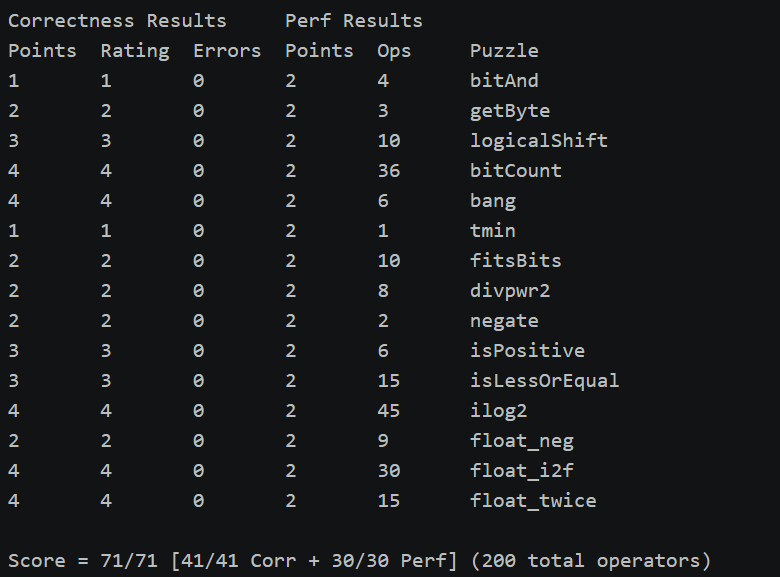 Correctness Results     Perf Results
Points  Rating  Errors  Points  Ops     Puzzle
1       1       0       2       4       bitAnd
2       2       0       2       3       getByte
3       3       0       2       10      logicalShift
4       4       0       2       36      bitCount
4       4       0       2       6       bang
1       1       0       2       1       tmin
2       2       0       2       10      fitsBits
2       2       0       2       8       divpwr2
2       2       0       2       2       negate
3       3       0       2       6       isPositive
3       3       0       2       15      isLessOrEqual
4       4       0       2       45      ilog2
2       2       0       2       9       float_neg
4       4       0       2       30      float_i2f
4       4       0       2       15      float_twice
Score = 71/71 [41/41 Corr + 30/30 Perf] (200 total operators)